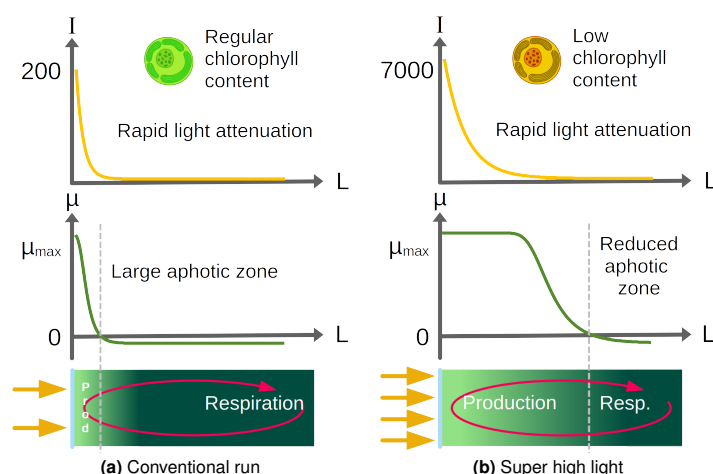 I
200
Regular
chlorophyll
content
Rapid light attenuation
L
μ
μmax
Large aphotic zone
0
L
Prod
Respiration
(a) Conventional run
I
7000
Low
chlorophyll
content
Rapid light attenuation
L
μ
μmax
Reduced
aphotic
zone
0
L
Production
Resp.
(b) Super high light